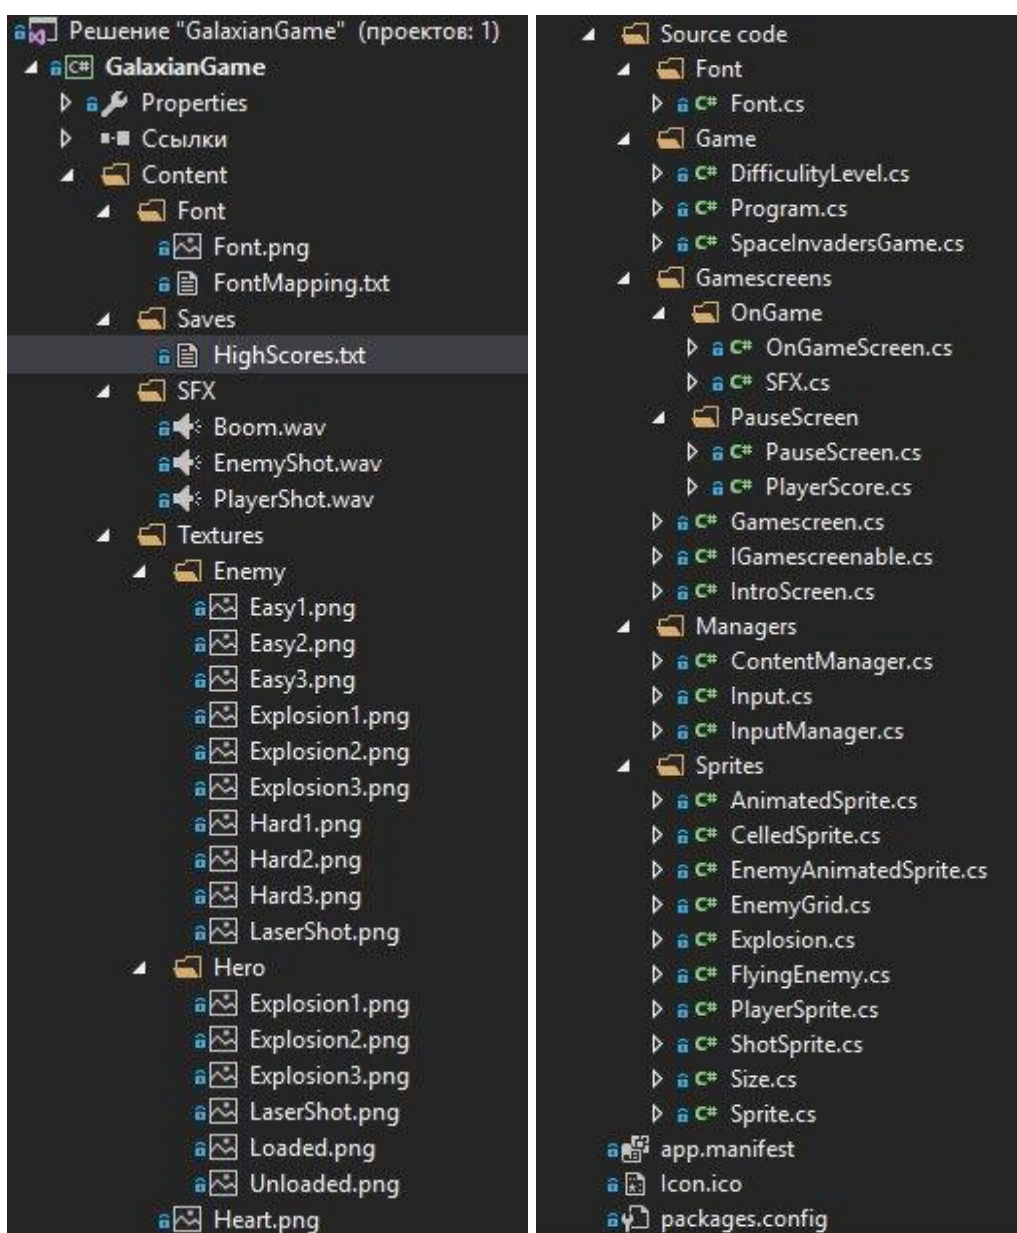 Решение "GalaxianGame" (проектов: 1)
C# GalaxianGame
Properties
Ссылки
Content
Font
Font.png
FontMapping.txt
Saves
HighScores.txt
SFX
Boom.wav
EnemyShot.wav
PlayerShot.wav
Textures
Enemy
Easy1.png
Easy2.png
Easy3.png
Explosion1.png
Explosion2.png
Explosion3.png
Hard1.png
Hard2.png
Hard3.png
LaserShot.png
Hero
Explosion1.png
Explosion2.png
Explosion3.png
LaserShot.png
Loaded.png
Unloaded.png
Heart.png
Source code
Font
C# Font.cs
Game
C# DifficulityLevel.cs
C# Program.cs
C# SpaceInvadersGame.cs
Gamescreens
OnGame
C# OnGameScreen.cs
C# SFX.cs
PauseScreen
C# PauseScreen.cs
C# PlayerScore.cs
C# Gamescreen.cs
C# IGamescreenable.cs
C# IntroScreen.cs
Managers
C# ContentManager.cs
C# Input.cs
C# InputManager.cs
Sprites
C# AnimatedSprite.cs
C# CelledSprite.cs
C# EnemyAnimatedSprite.cs
C# EnemyGrid.cs
C# Explosion.cs
C# FlyingEnemy.cs
C# PlayerSprite.cs
C# ShotSprite.cs
C# Size.cs
C# Sprite.cs
app.manifest
Icon.ico
packages.config